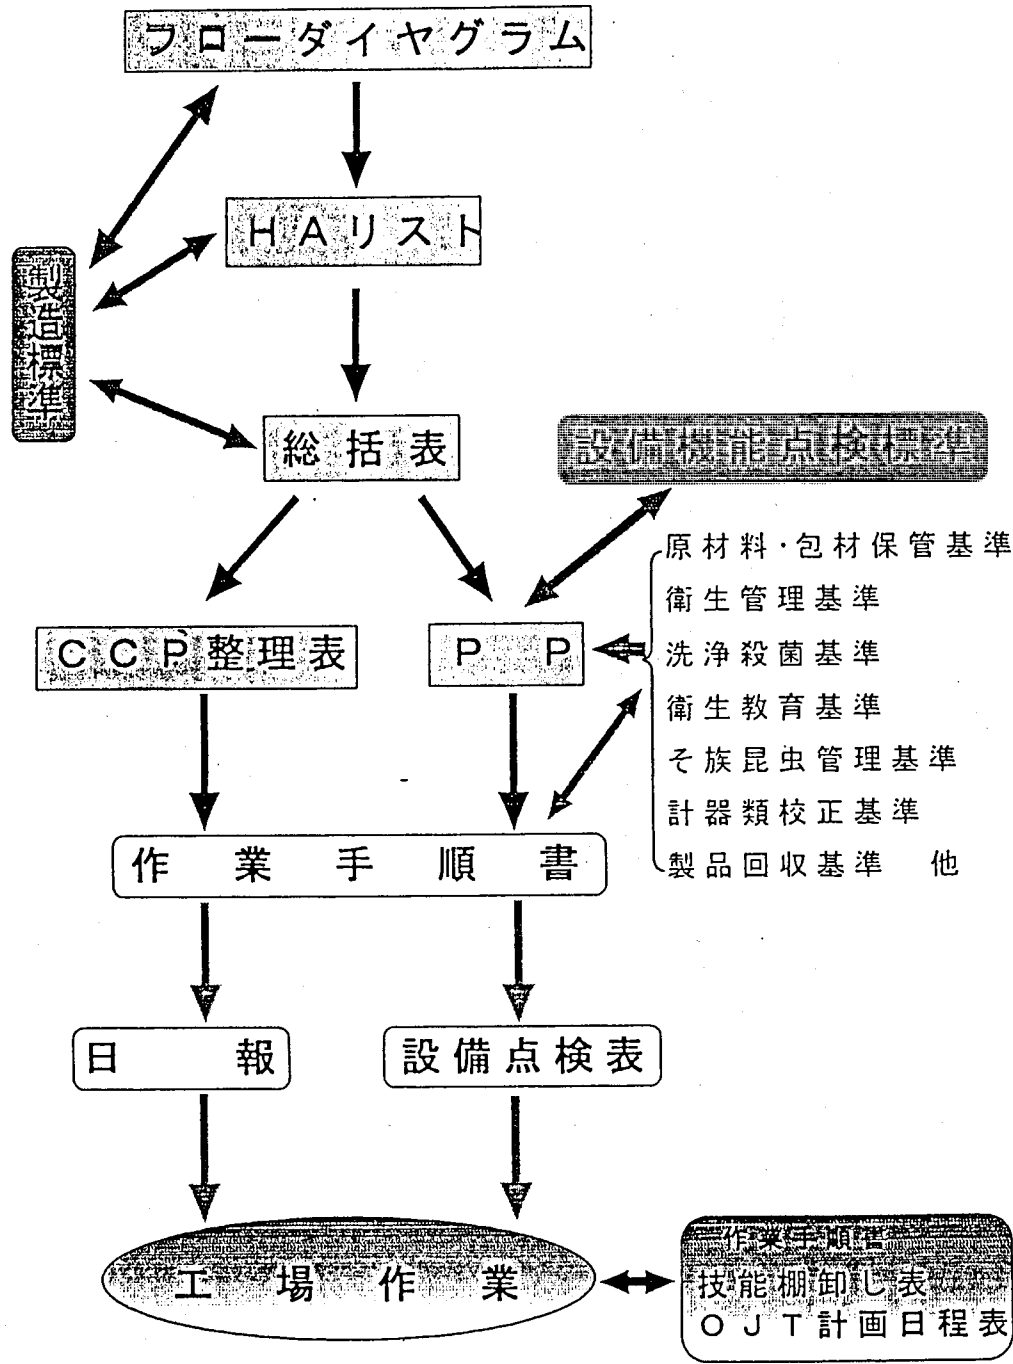 フローダイヤグラム
HAリスト
製造標準
総括表
設備機能点検標準
原材料・包材保管基準
衛生管理基準
洗浄殺菌基準
衛生教育基準
そ族昆虫管理基準
計器類校正基準
製品回収基準 他
CCP整理表
PP
作業手順書
日報
設備点検表
工場作業
作業手順書
技能棚卸し表
OJT計画日程表